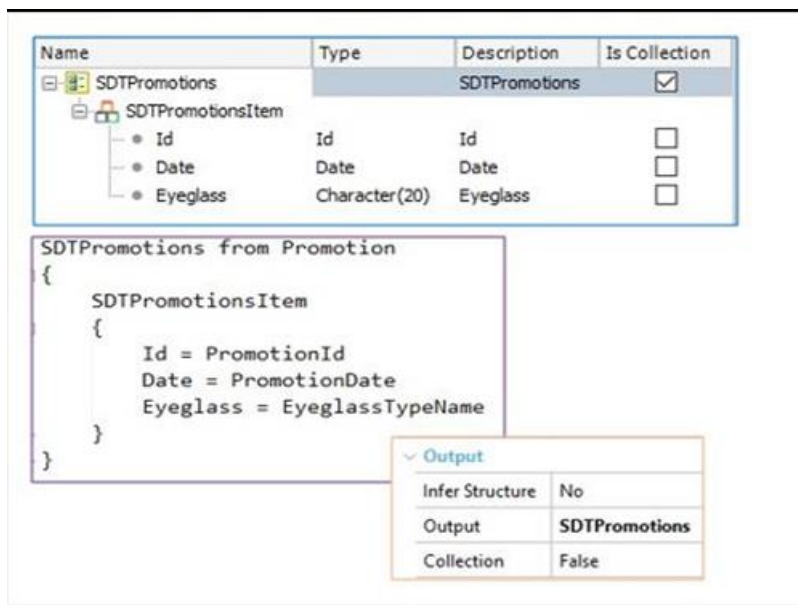 Name Type Description Is Collection
SDTPromotions SDTPromotions
SDTPromotionsItem
Id Id Id
Date Date Date
Eyeglass Character(20) Eyeglass
SDTPromotions from Promotion
{
SDTPromotionsItem
{
Id = PromotionId
Date = PromotionDate
Eyeglass = EyeglassTypeName
}
}
Output
Infer Structure No
Output SDTPromotions
Collection False